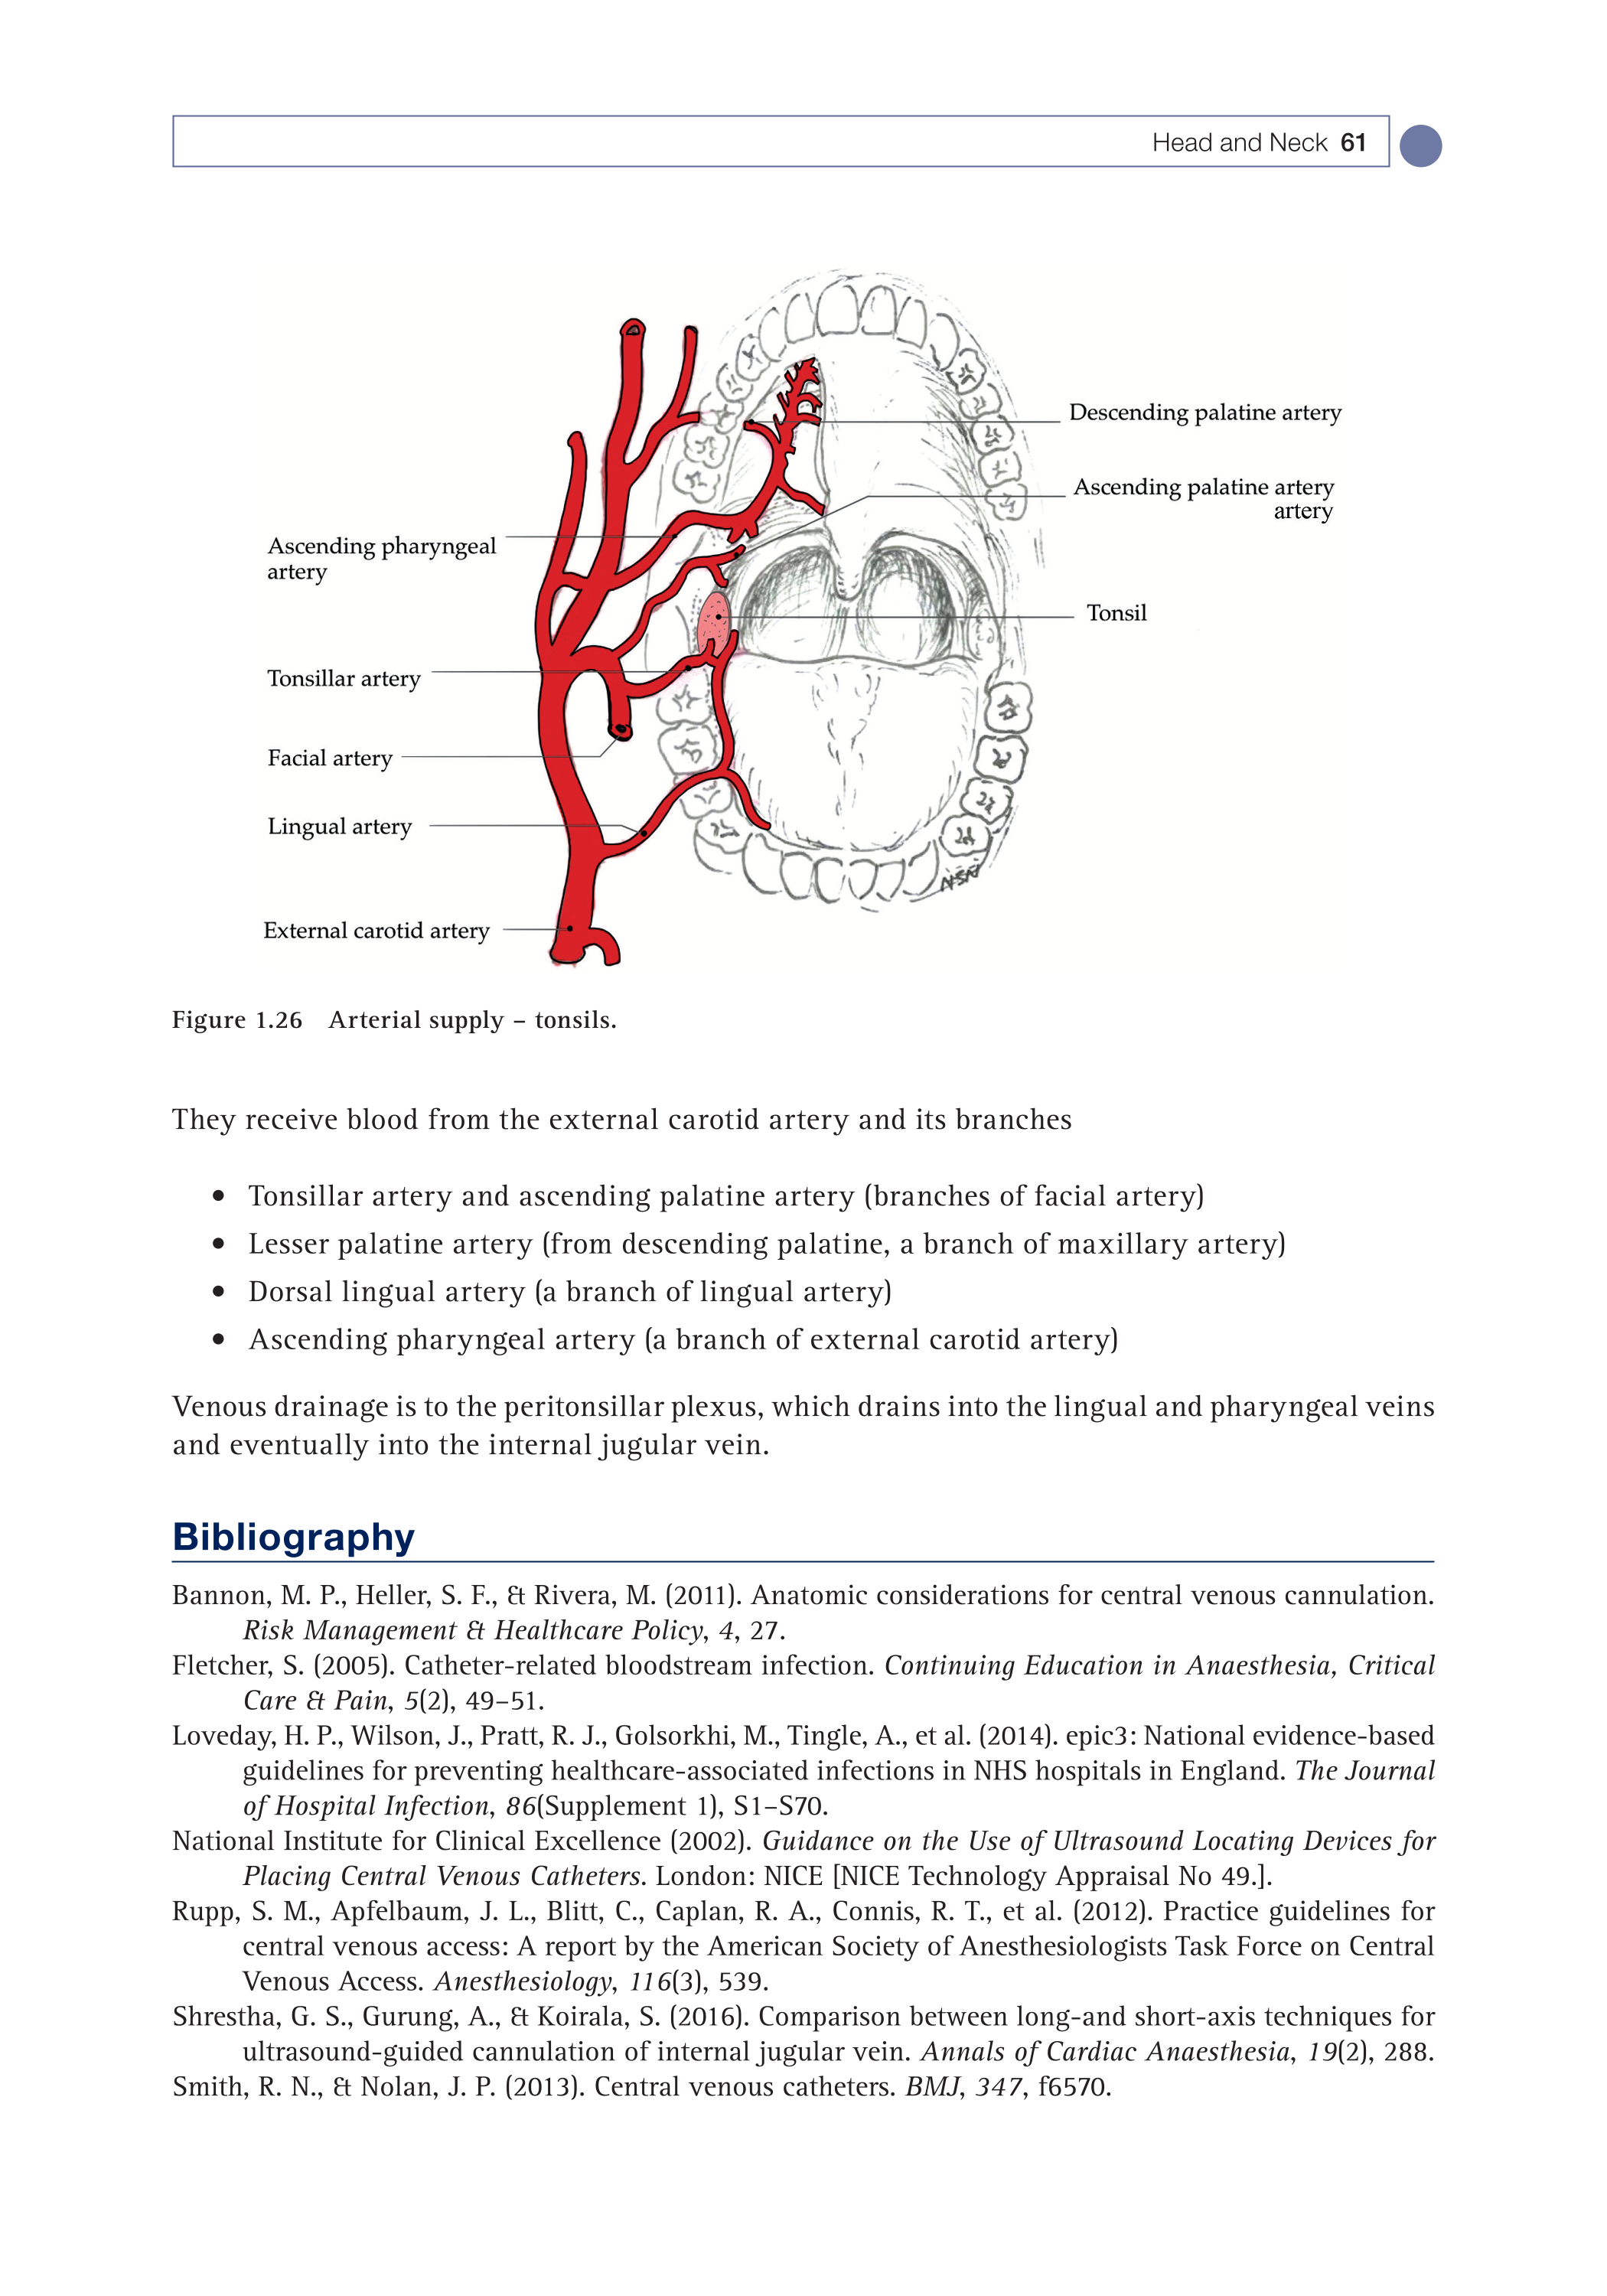 Head and Neck 61
Descending palatine artery
Ascending palatine artery
artery
Ascending pharyngeal
artery
Tonsil
Tonsillar artery
Facial artery
Lingual artery
NSN
External carotid artery
Figure 1.26 Arterial supply – tonsils.
They receive blood from the external carotid artery and its branches
• Tonsillar artery and ascending palatine artery (branches of facial artery)
• Lesser palatine artery (from descending palatine, a branch of maxillary artery)
• Dorsal lingual artery (a branch of lingual artery)
• Ascending pharyngeal artery (a branch of external carotid artery)
Venous drainage is to the peritonsillar plexus, which drains into the lingual and pharyngeal veins
and eventually into the internal jugular vein.
Bibliography
Bannon, M. P., Heller, S. F., & Rivera, M. (2011). Anatomic considerations for central venous cannulation.
Risk Management & Healthcare Policy, 4, 27.
Fletcher, S. (2005). Catheter-related bloodstream infection. Continuing Education in Anaesthesia, Critical
Care & Pain, 5(2), 49–51.
Loveday, H. P., Wilson, J., Pratt, R. J., Golsorkhi, M., Tingle, A., et al. (2014). epic3: National evidence-based
guidelines for preventing healthcare-associated infections in NHS hospitals in England. The Journal
of Hospital Infection, 86(Supplement 1), S1–S70.
National Institute for Clinical Excellence (2002). Guidance on the Use of Ultrasound Locating Devices for
Placing Central Venous Catheters. London: NICE [NICE Technology Appraisal No 49.].
Rupp, S. M., Apfelbaum, J. L., Blitt, C., Caplan, R. A., Connis, R. T., et al. (2012). Practice guidelines for
central venous access: A report by the American Society of Anesthesiologists Task Force on Central
Venous Access. Anesthesiology, 116(3), 539.
Shrestha, G. S., Gurung, A., & Koirala, S. (2016). Comparison between long-and short-axis techniques for
ultrasound-guided cannulation of internal jugular vein. Annals of Cardiac Anaesthesia, 19(2), 288.
Smith, R. N., & Nolan, J. P. (2013). Central venous catheters. BMJ, 347, f6570.